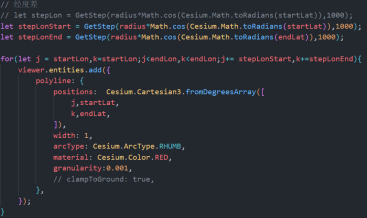 // 经度差
// let stepLon = GetStep(radius*Math.cos(Cesium.Math.toRadians(startLat)),1000);
let stepLonStart = GetStep(radius*Math.cos(Cesium.Math.toRadians(startLat)),1000);
let stepLonEnd = GetStep(radius*Math.cos(Cesium.Math.toRadians(endLat)),1000);
for(let j = startLon,k=startLon;j<endLon,k<endLon;j+= stepLonStart,k+=stepLonEnd){
viewer.entities.add({
polyline: {
positions: Cesium.Cartesian3.fromDegreesArray([
j,startLat,
k,endLat,
]),
width: 1,
arcType: Cesium.ArcType.RHUMB,
material: Cesium.Color.RED,
granularity:0.001,
// clampToGround: true,
},
});
}